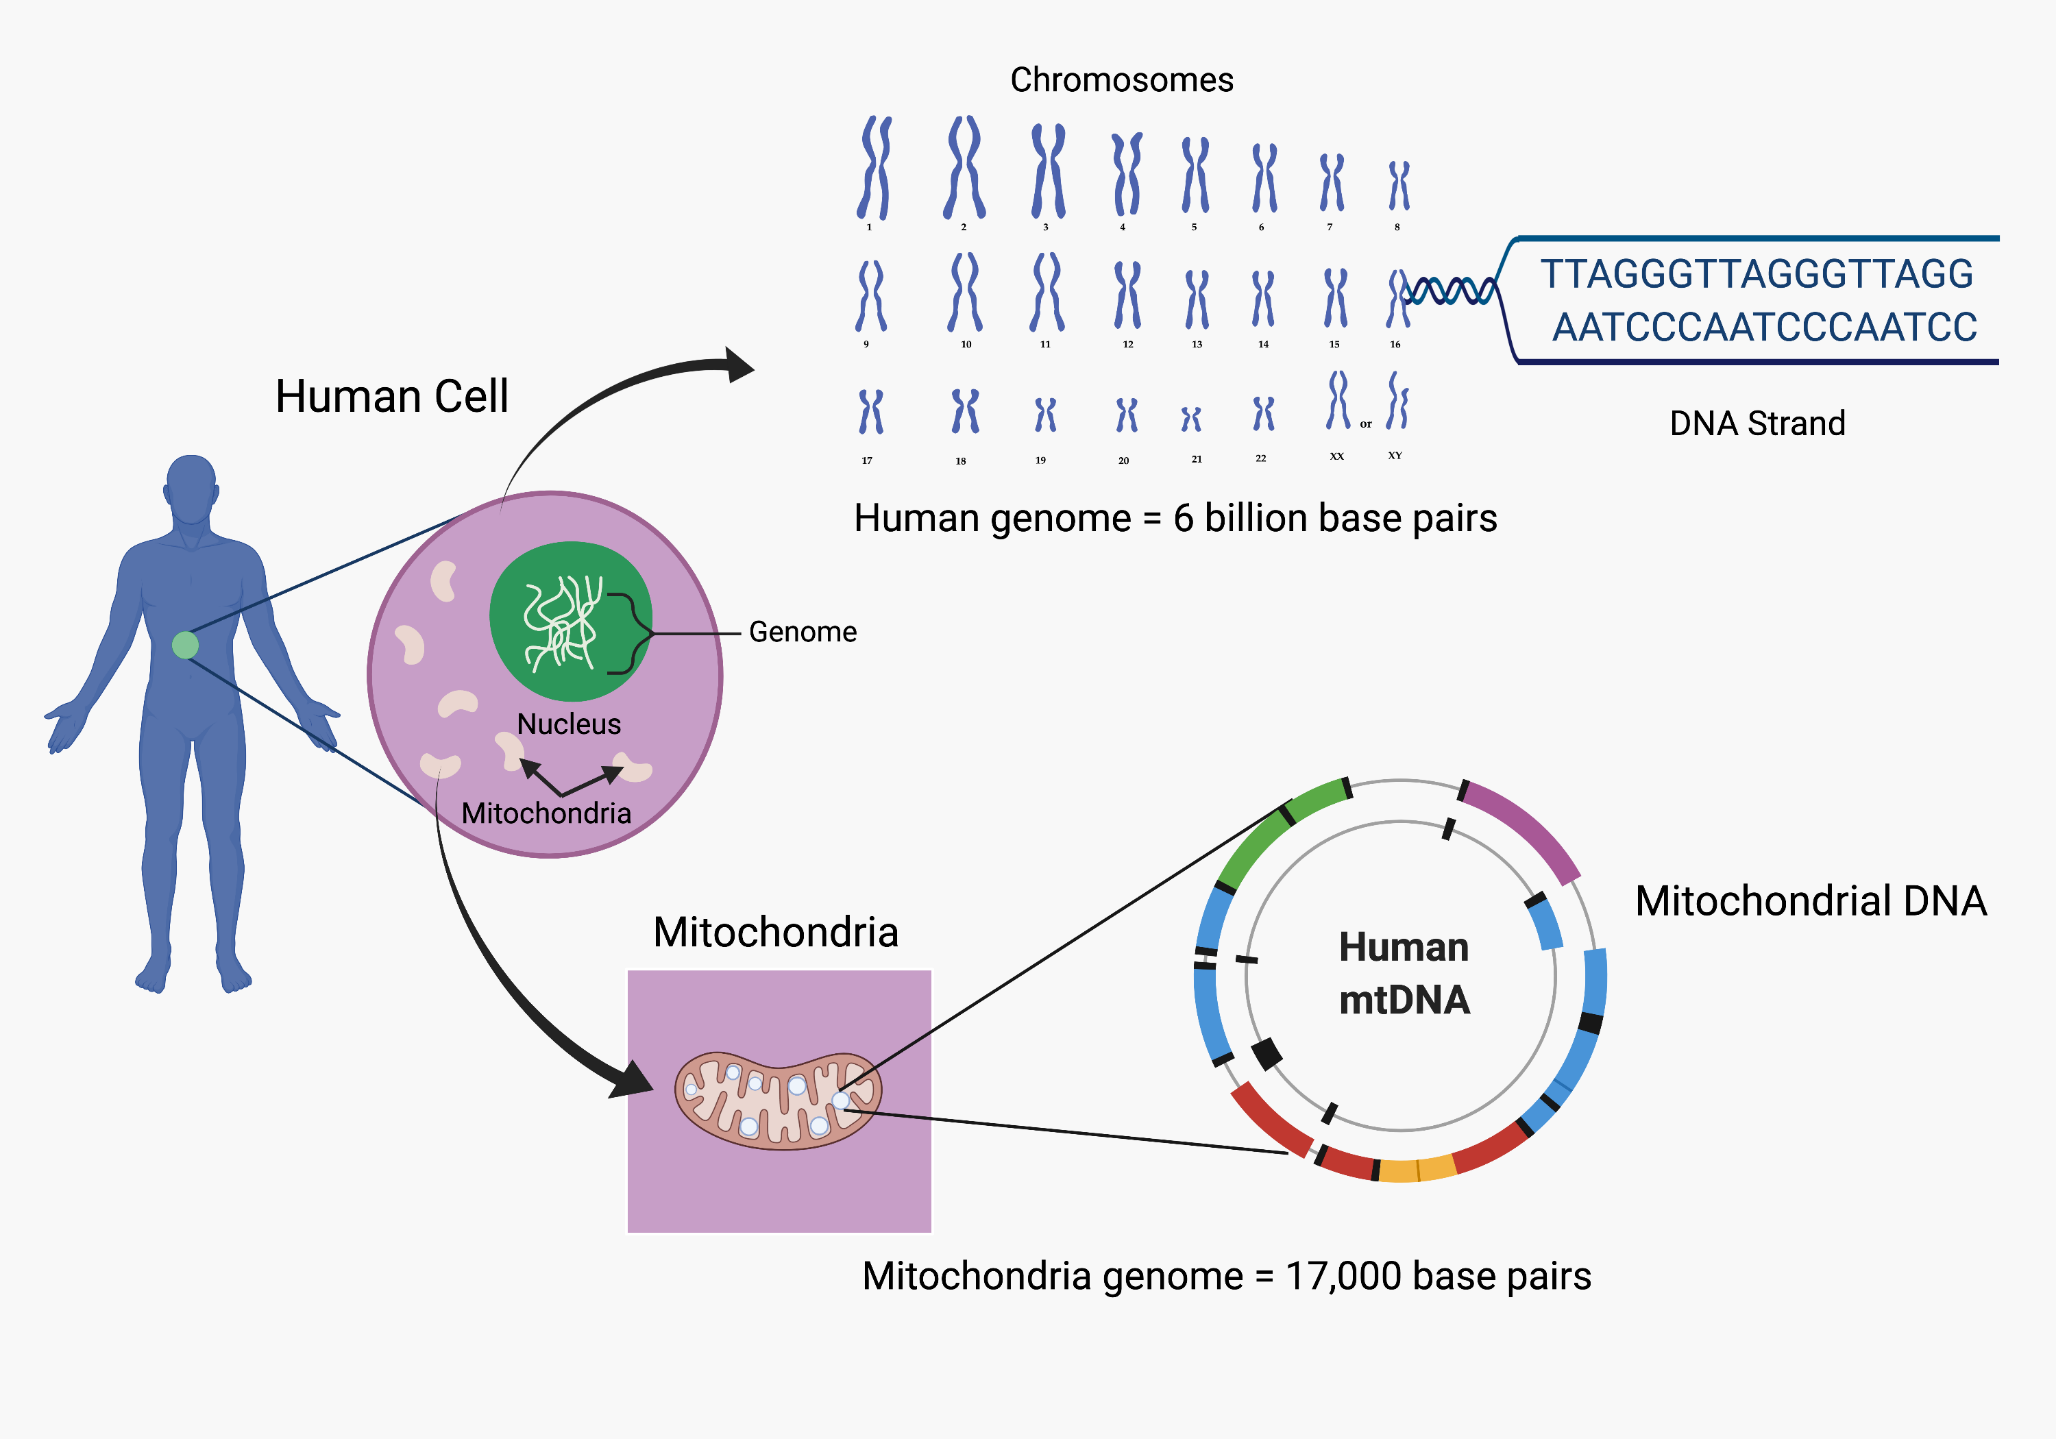 Chromosomes
1 2 3 4 5 6 7 8
9 10 11 12 13 14 15 16
17 18 19 20 21 22 XX or XY
TTAGGGTTAGGGTTAGG
AATCCCAATCCCAATCC
DNA Strand
Human genome = 6 billion base pairs
Human Cell
Genome
Nucleus
Mitochondria
Mitochondria
Human
mtDNA
Mitochondrial DNA
Mitochondria genome = 17,000 base pairs